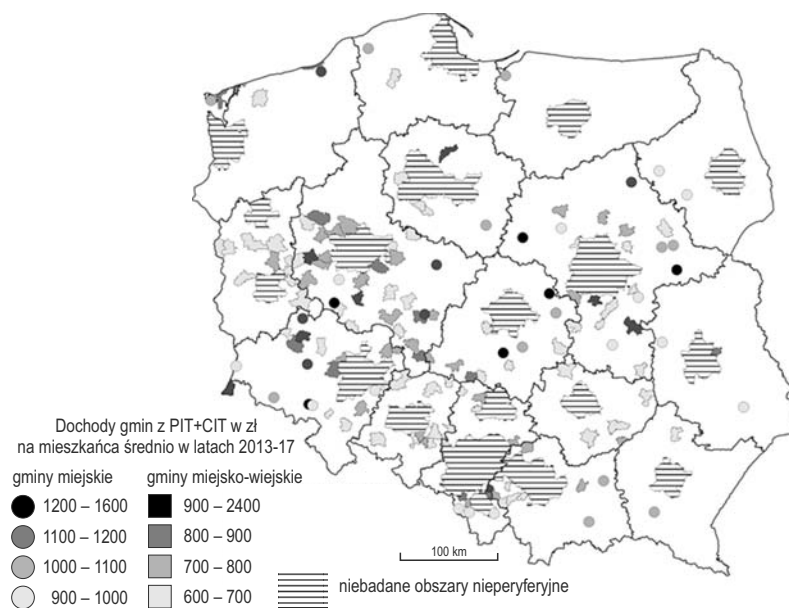 Dochody gmin z PIT+CIT w zł
na mieszkańca średnio w latach 2013-17
gminy miejskie
gminy miejsko-wiejskie
1200 – 1600
900 – 2400
1100 – 1200
800 – 900
1000 – 1100
700 – 800
900 – 1000
600 – 700
100 km
niebadane obszary nieperyferyjne